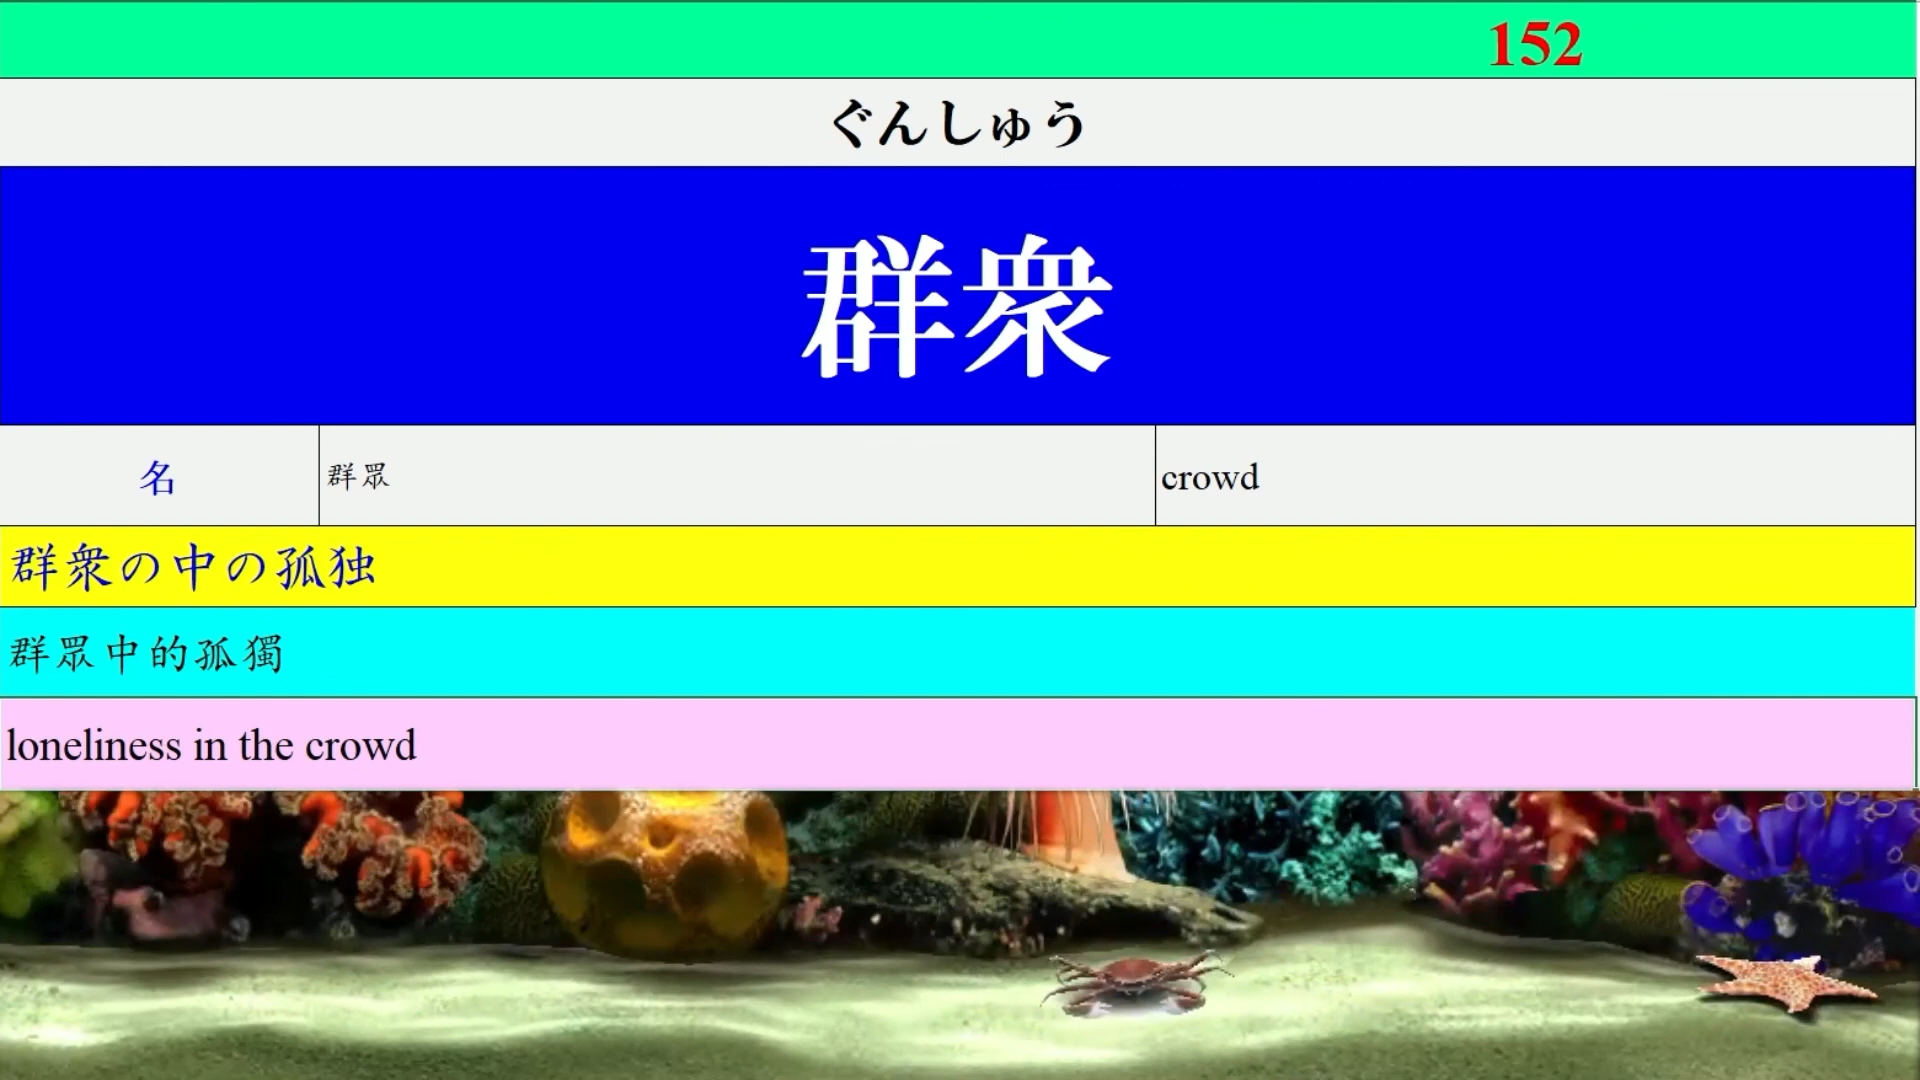 152
ぐんしゅう
群衆
名 群眾 crowd
群衆の中の孤独
群眾中的孤獨
loneliness in the crowd